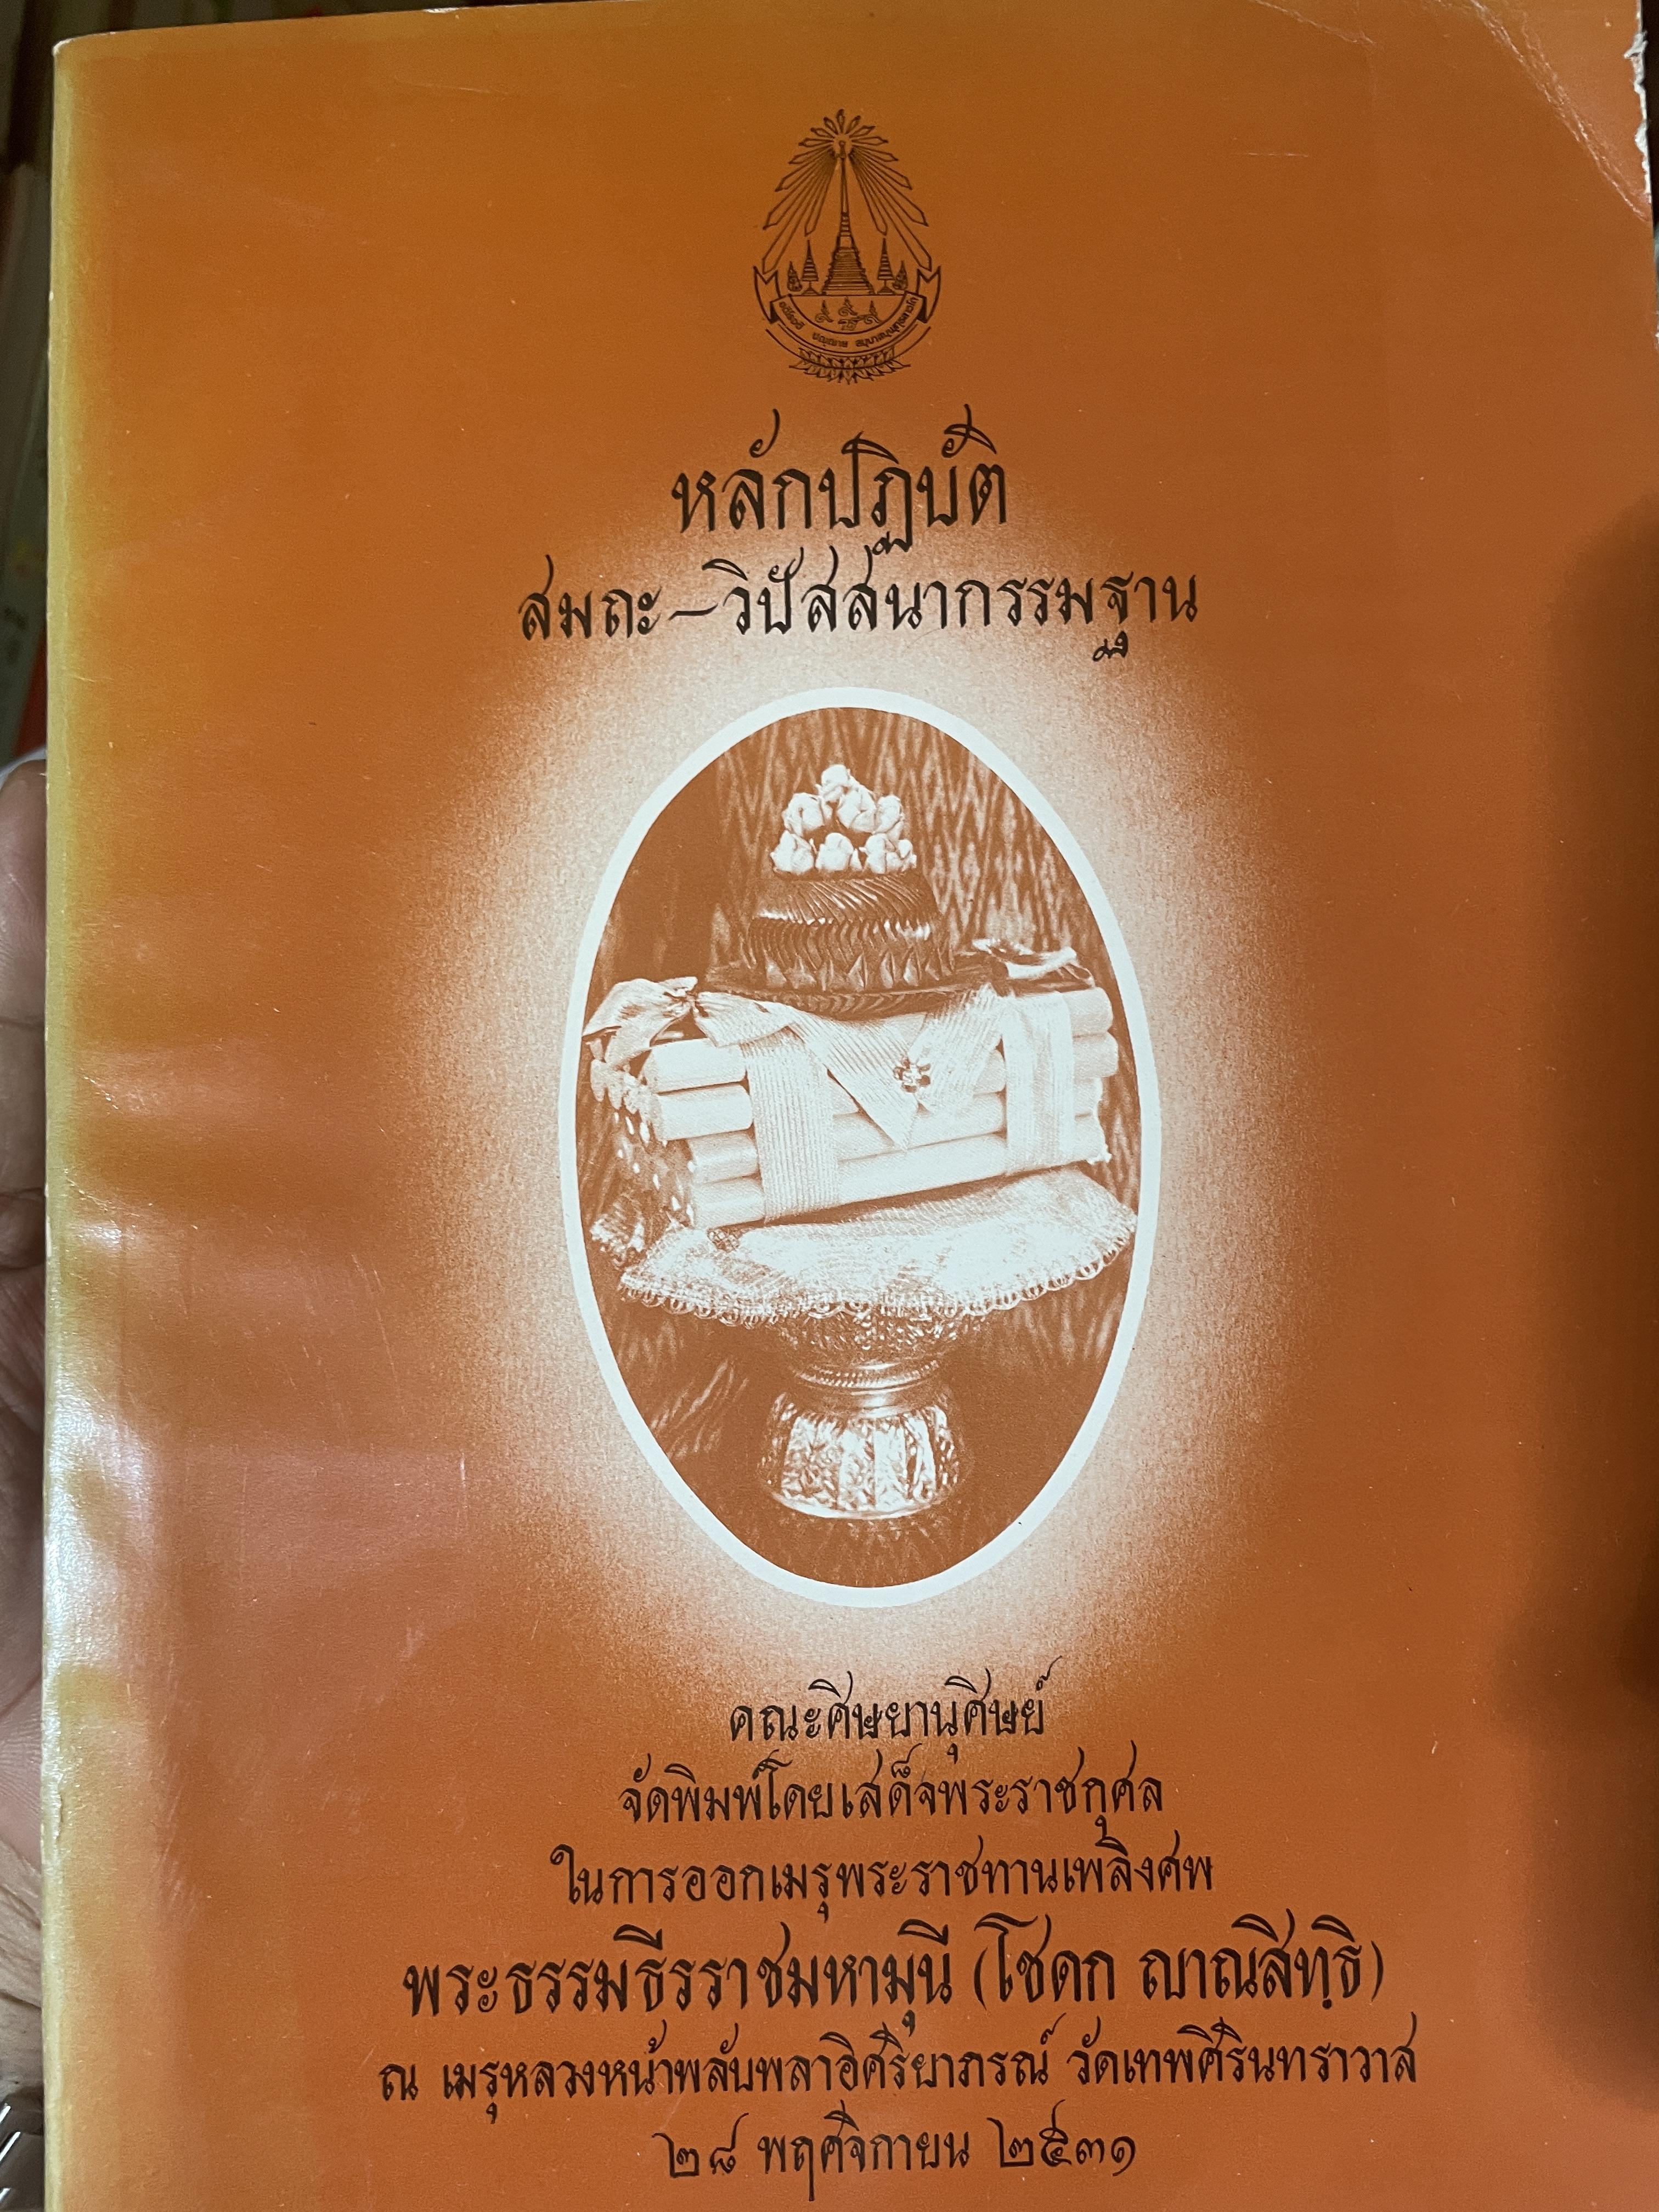 หลักปฏิบัติ
สมถะ-วิปัสสนากรรมฐาน
คณะศิษยานุศิษย์
จัดพิมพ์โดยเสด็จพระราชกุศล
ในการออกเมรุพระราชทานเพลิงศพ
พระธรรมธีรราชมหามุนี (โชดก ญาณสิทฺธิ)
ณ เมรุหลวงหน้าพลับพลาอิศริยาภรณ์ วัดเทพศิรินทราวาส
๒๘ พฤศจิกายน ๒๕๓๑